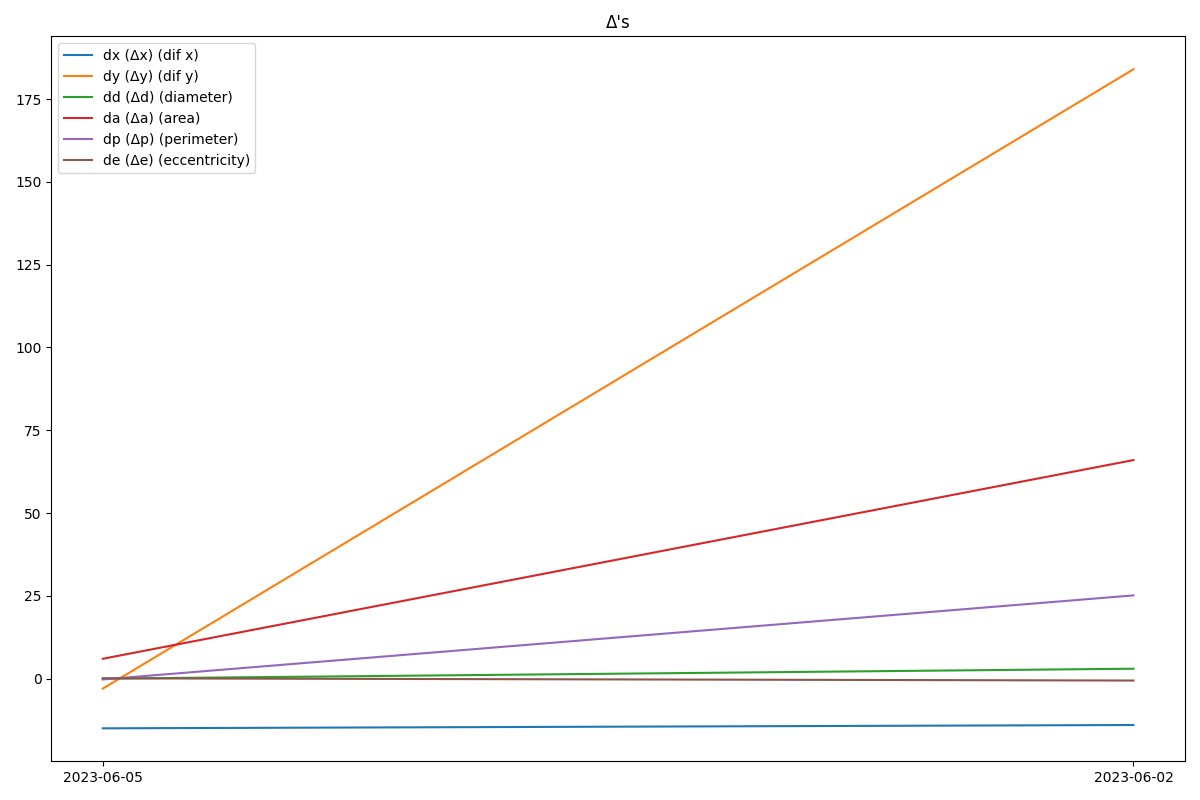 Δ's
dx (Δx) (dif x)
dy (Δy) (dif y)
dd (Δd) (diameter)
da (Δa) (area)
dp (Δp) (perimeter)
de (Δe) (eccentricity)
175
150
125
100
75
50
25
0
2023-06-05
2023-06-02